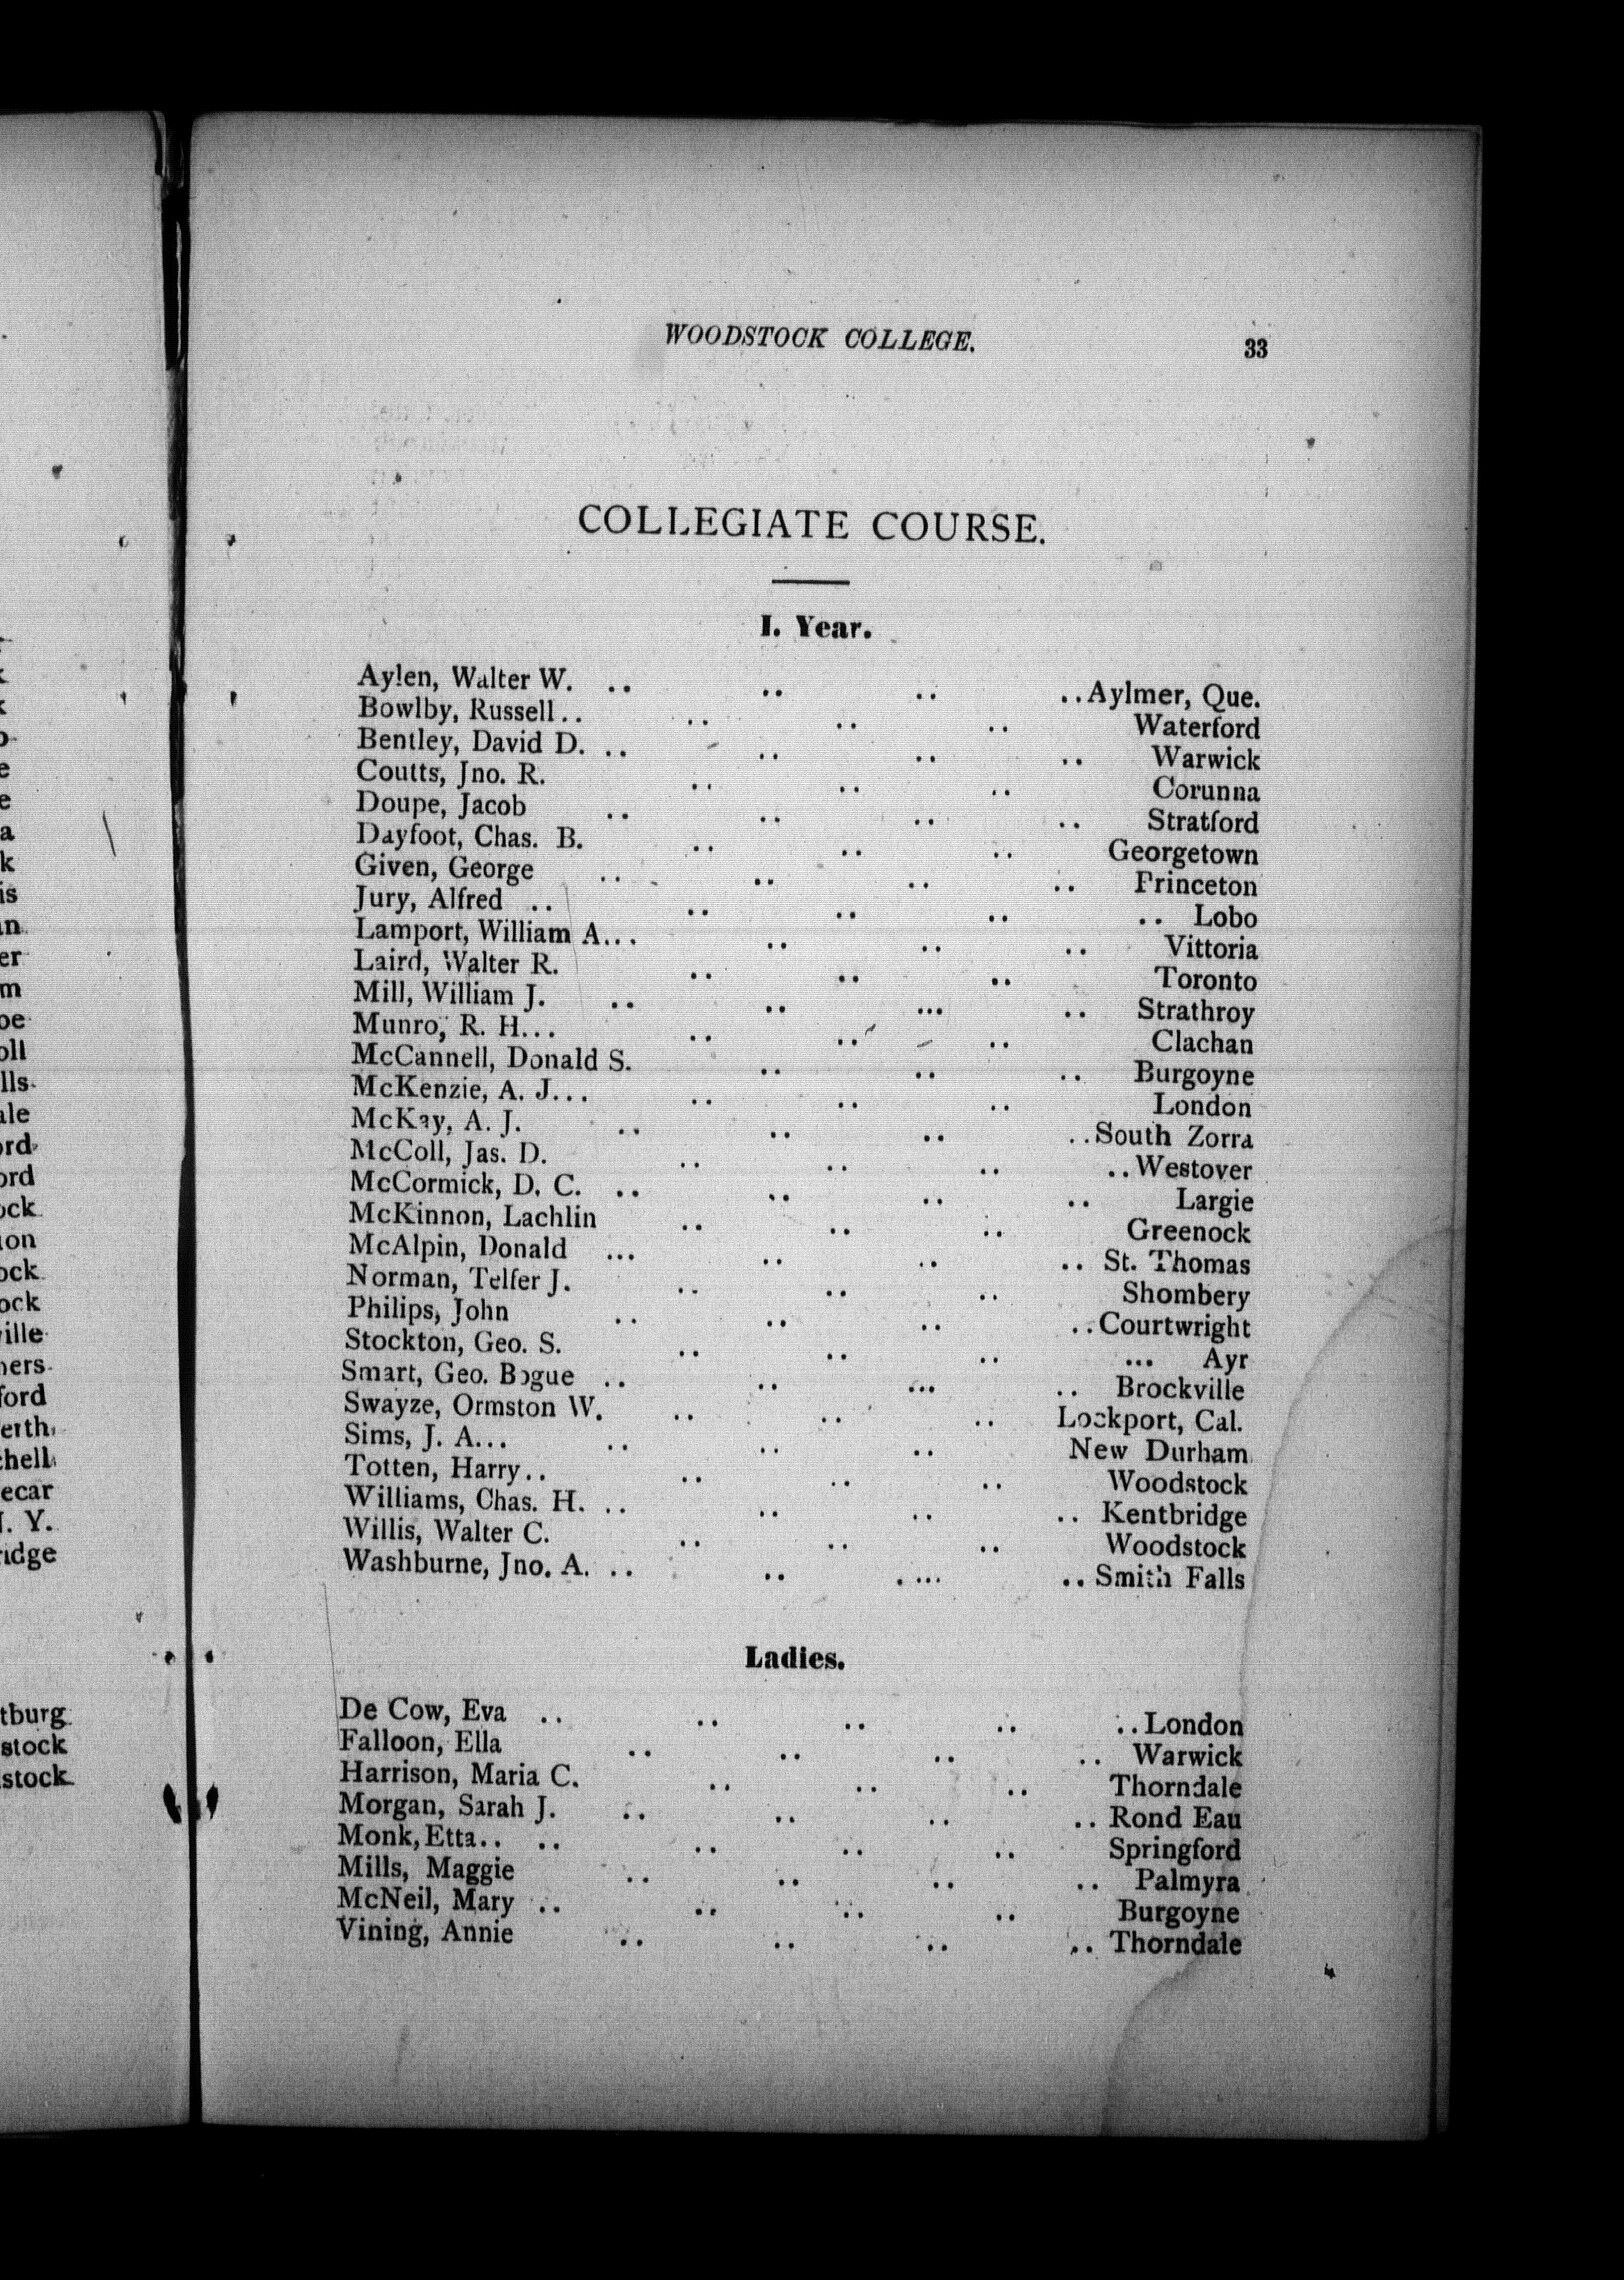 WOODSTOCK COLLEGE. 33
COLLEGIATE COURSE.
I. Year.
Aylen, Walter W. .. .. .. ..Aylmer, Que.
Bowlby, Russell.. .. .. .. Waterford
Bentley, David D. .. .. .. .. Warwick
Coutts, Jno. R. .. .. .. Corunna
Doupe, Jacob .. .. .. .. Stratford
Dayfoot, Chas. B. .. .. .. Georgetown
Given, George .. .. .. .. Princeton
Jury, Alfred .. .. .. .. .. Lobo
Lamport, William A... .. .. .. Vittoria
Laird, Walter R. .. .. .. Toronto
Mill, William J. .. .. ... .. Strathroy
Munro, R. H... .. .. .. Clachan
McCannell, Donald S. .. .. .. Burgoyne
McKenzie, A. J... .. .. .. London
McKay, A. J. .. .. .. ..South Zorra
McColl, Jas. D. .. .. .. ..Westover
McCormick, D. C. .. .. .. .. Largie
McKinnon, Lachlin .. .. .. Greenock
McAlpin, Donald ... .. .. .. St. Thomas
Norman, Telfer J. .. .. .. Shombery
Philips, John .. .. .. ..Courtwright
Stockton, Geo. S. .. .. .. ... Ayr
Smart, Geo. Bogue .. .. ... .. Brockville
Swayze, Ormston W. .. .. .. Lockport, Cal.
Sims, J. A... .. .. .. New Durham
Totten, Harry.. .. .. .. Woodstock
Williams, Chas. H. .. .. .. .. Kentbridge
Willis, Walter C. .. .. .. Woodstock
Washburne, Jno. A. .. .. . ... .. Smith Falls
Ladies.
De Cow, Eva .. .. .. .. ..London
Falloon, Ella .. .. .. .. Warwick
Harrison, Maria C. .. .. .. Thorndale
Morgan, Sarah J. .. .. .. .. Rond Eau
Monk, Etta.. .. .. .. .. Springford
Mills, Maggie .. .. .. .. Palmyra
McNeil, Mary .. .. .. .. Burgoyne
Vining, Annie .. .. .. .. Thorndale